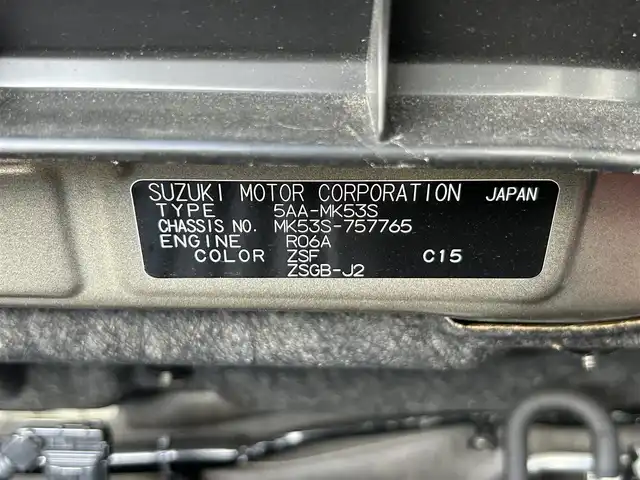 SUZUKI MOTOR CORPORATION JAPAN
TYPE 5AA-MK53S
CHASSIS NO. MK53S-757765
ENGINE R06A
COLOR ZSF C15
ZSGB-J2